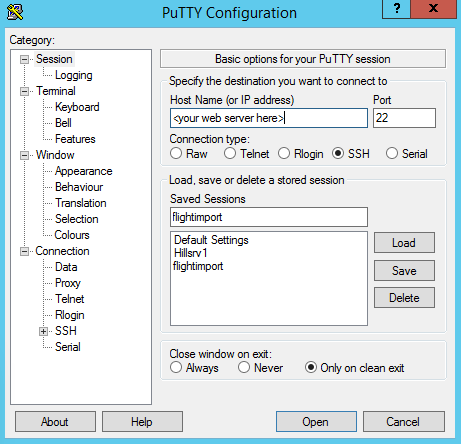 PuTTY Configuration
? x
Category:
Session
Logging
Terminal
Keyboard
Bell
Features
Window
Appearance
Behaviour
Translation
Selection
Colours
Connection
Data
Proxy
Telnet
Rlogin
SSH
Serial
Basic options for your PuTTY session
Specify the destination you want to connect to
Host Name (or IP address) Port
<your web server here> 22
Connection type:
Raw Telnet Rlogin SSH Serial
Load, save or delete a stored session
Saved Sessions
flightimport
Default Settings
Hillsrv1
flightimport
Load
Save
Delete
Close window on exit:
Always Never Only on clean exit
About Help Open Cancel